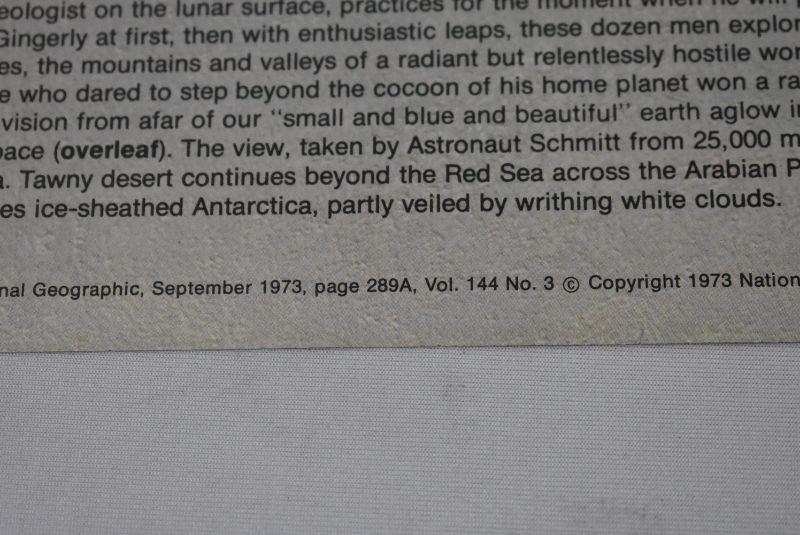 eologist on the lunar surface, practices for the moment when he will
Gingerly at first, then with enthusiastic leaps, these dozen men explor
es, the mountains and valleys of a radiant but relentlessly hostile wor
e who dared to step beyond the cocoon of his home planet won a ra
vision from afar of our "small and blue and beautiful" earth aglow i
pace (overleaf). The view, taken by Astronaut Schmitt from 25,000 m
a. Tawny desert continues beyond the Red Sea across the Arabian P
es ice-sheathed Antarctica, partly veiled by writhing white clouds.
nal Geographic, September 1973, page 289A, Vol. 144 No. 3 © Copyright 1973 Nation